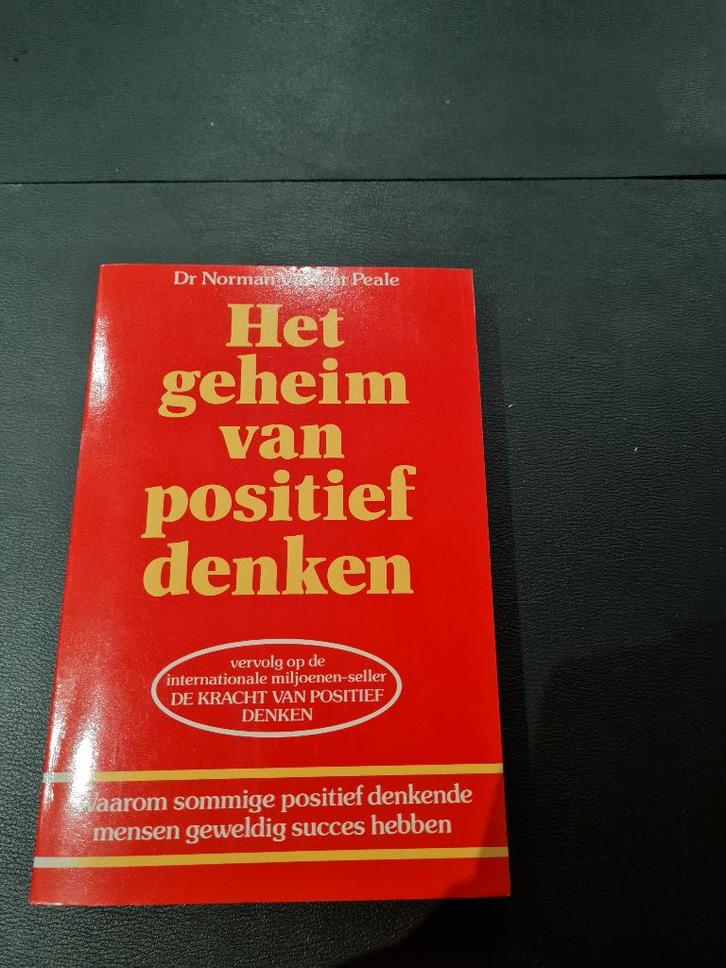 Dr Norman Vincent Peale
Het
geheim
van
positief
denken
vervolg op de
internationale miljoenen-seller
DE KRACHT VAN POSITIEF
DENKEN
Waarom sommige positief denkende
mensen geweldig succes hebben